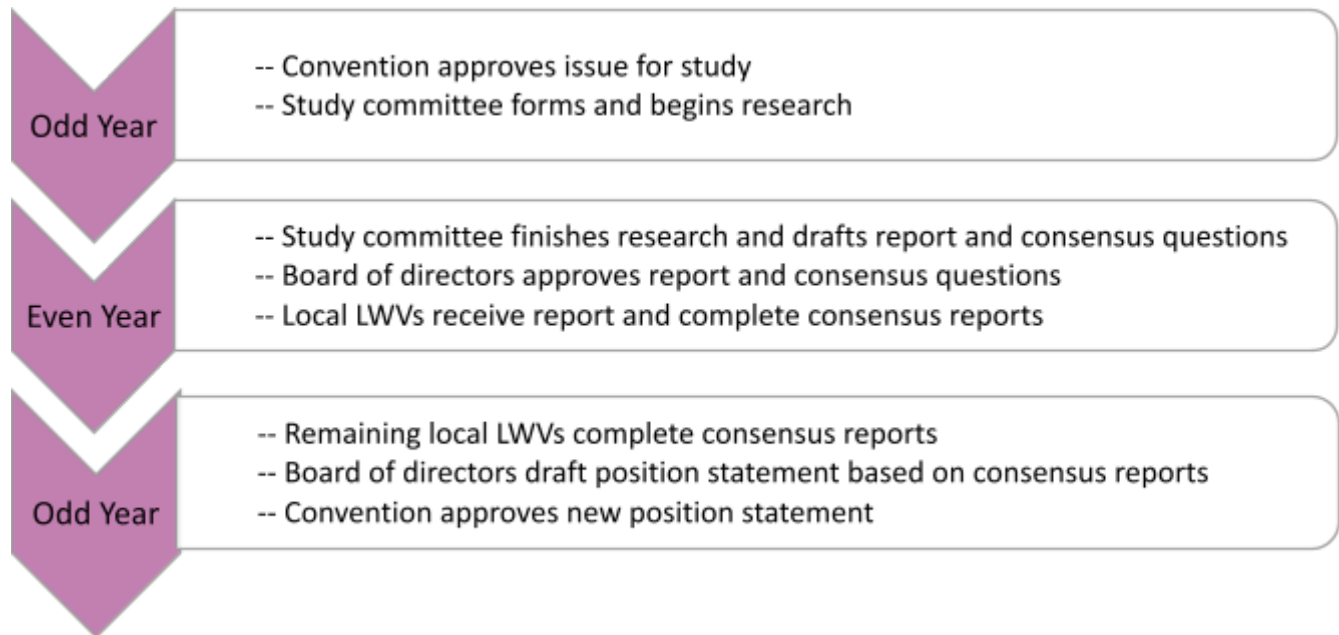 Odd Year
-- Convention approves issue for study
-- Study committee forms and begins research
Even Year
-- Study committee finishes research and drafts report and consensus questions
-- Board of directors approves report and consensus questions
-- Local LWVs receive report and complete consensus reports
Odd Year
-- Remaining local LWVs complete consensus reports
-- Board of directors draft position statement based on consensus reports
-- Convention approves new position statement